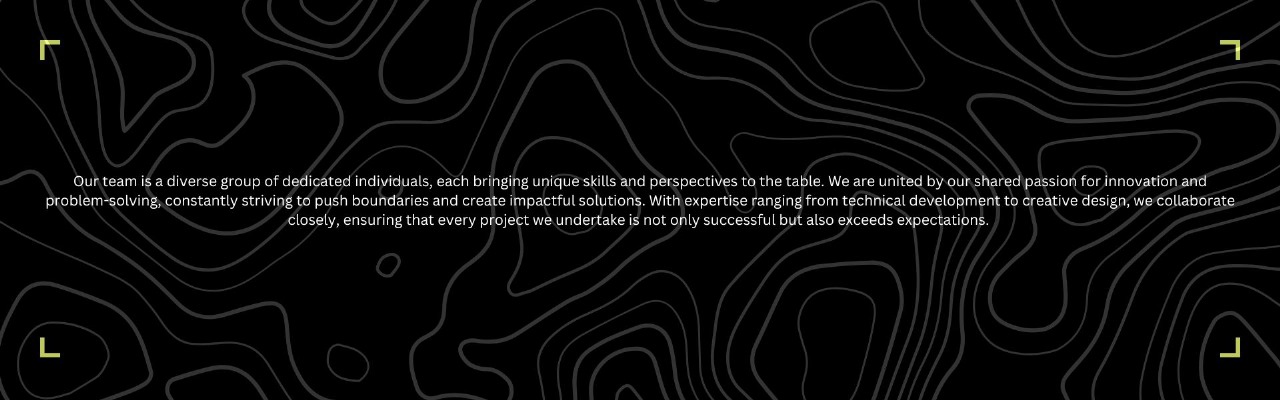 Our team is a diverse group of dedicated individuals, each bringing unique skills and perspectives to the table. We are united by our shared passion for innovation and
problem-solving, constantly striving to push boundaries and create impactful solutions. With expertise ranging from technical development to creative design, we collaborate
closely, ensuring that every project we undertake is not only successful but also exceeds expectations.